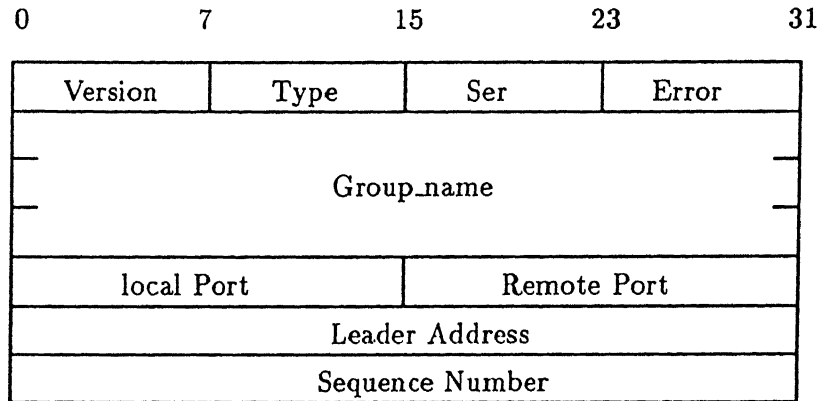 0 7 15 23 31
Version Type Ser Error
Group_name
local Port Remote Port
Leader Address
Sequence Number